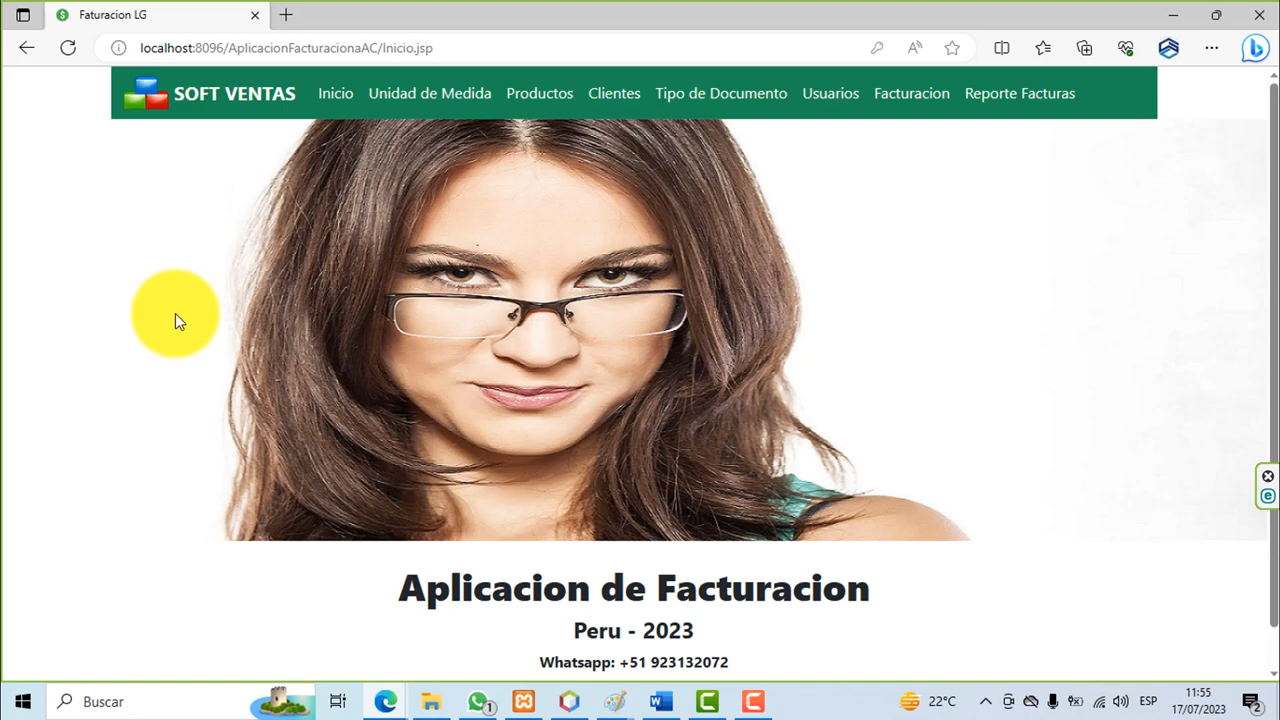 Faturacion LG
localhost:8096/AplicacionFacturacionaAC/Inicio.jsp
SOFT VENTAS Inicio Unidad de Medida Productos Clientes Tipo de Documento Usuarios Facturacion Reporte Facturas
Aplicacion de Facturacion
Peru - 2023
Whatsapp: +51 923132072
Buscar
1
22°C
ESP
11:55
17/07/2023
2